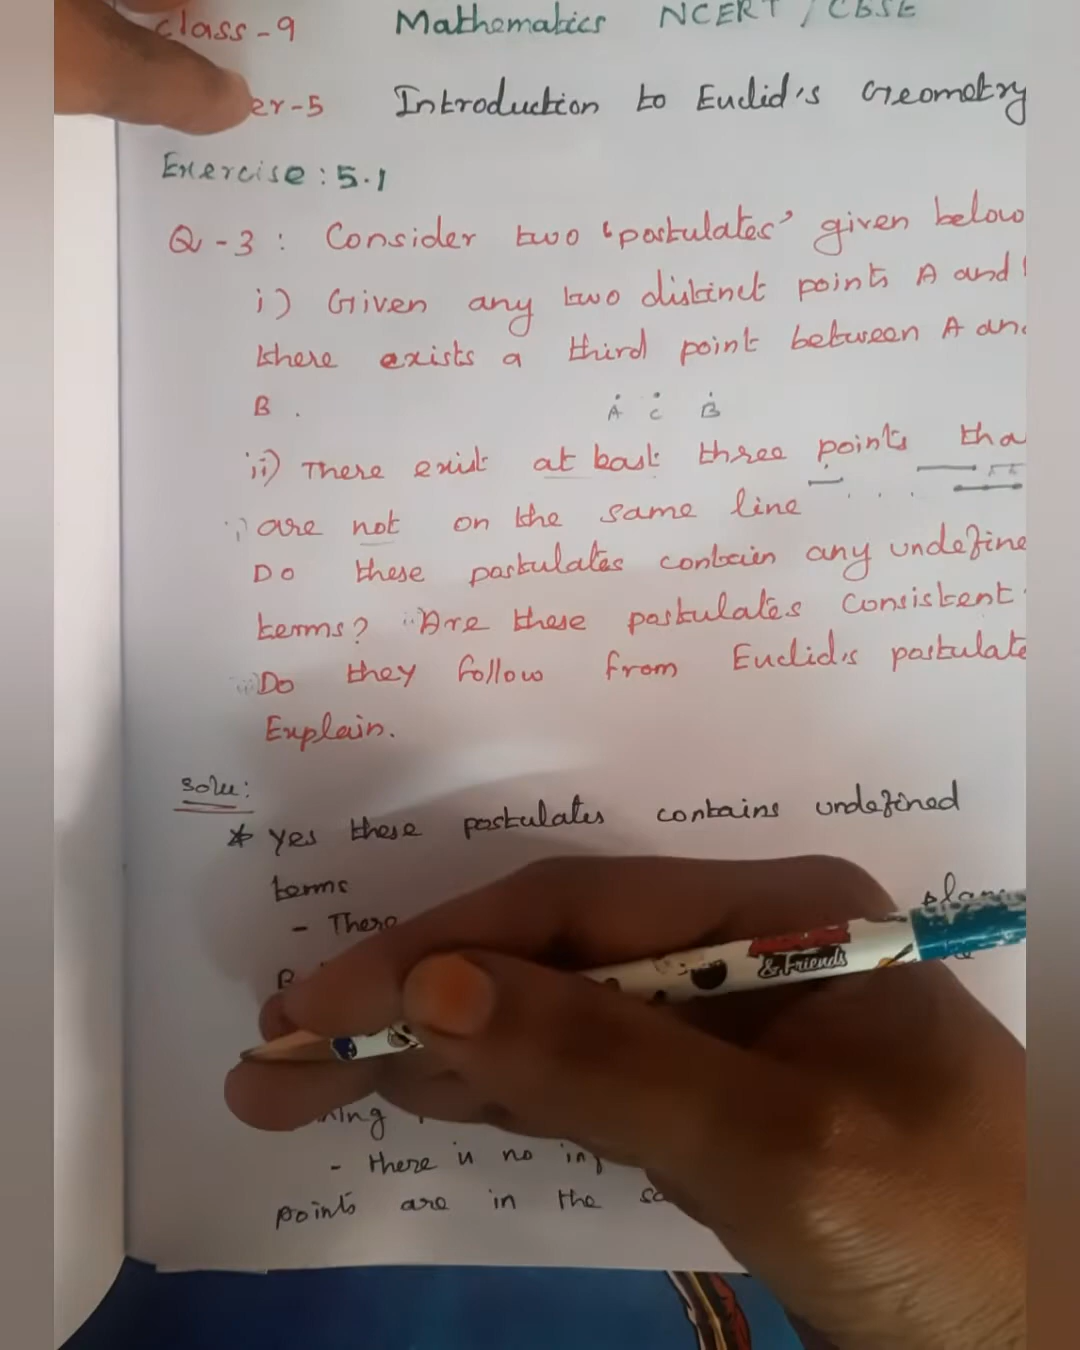 class-9 Mathematics NCERT / CBSE
er-5 Introduction to Euclid's Geometry
Exercise: 5.1
Q-3: Consider two 'postulates' given below
i) Given any two distinct points A and
there exists a third point between A and
B.
A C B
ii) There exist at least three points tha
i) are not on the same line
Do these postulates contain any undefine
terms? ii) Are these postulates consistent
iii) Do they follow from Euclid's postulate
Explain.
Solu:
* yes these postulates contains undefined
terms
- There
& Friends
- there is no inf
points are in the